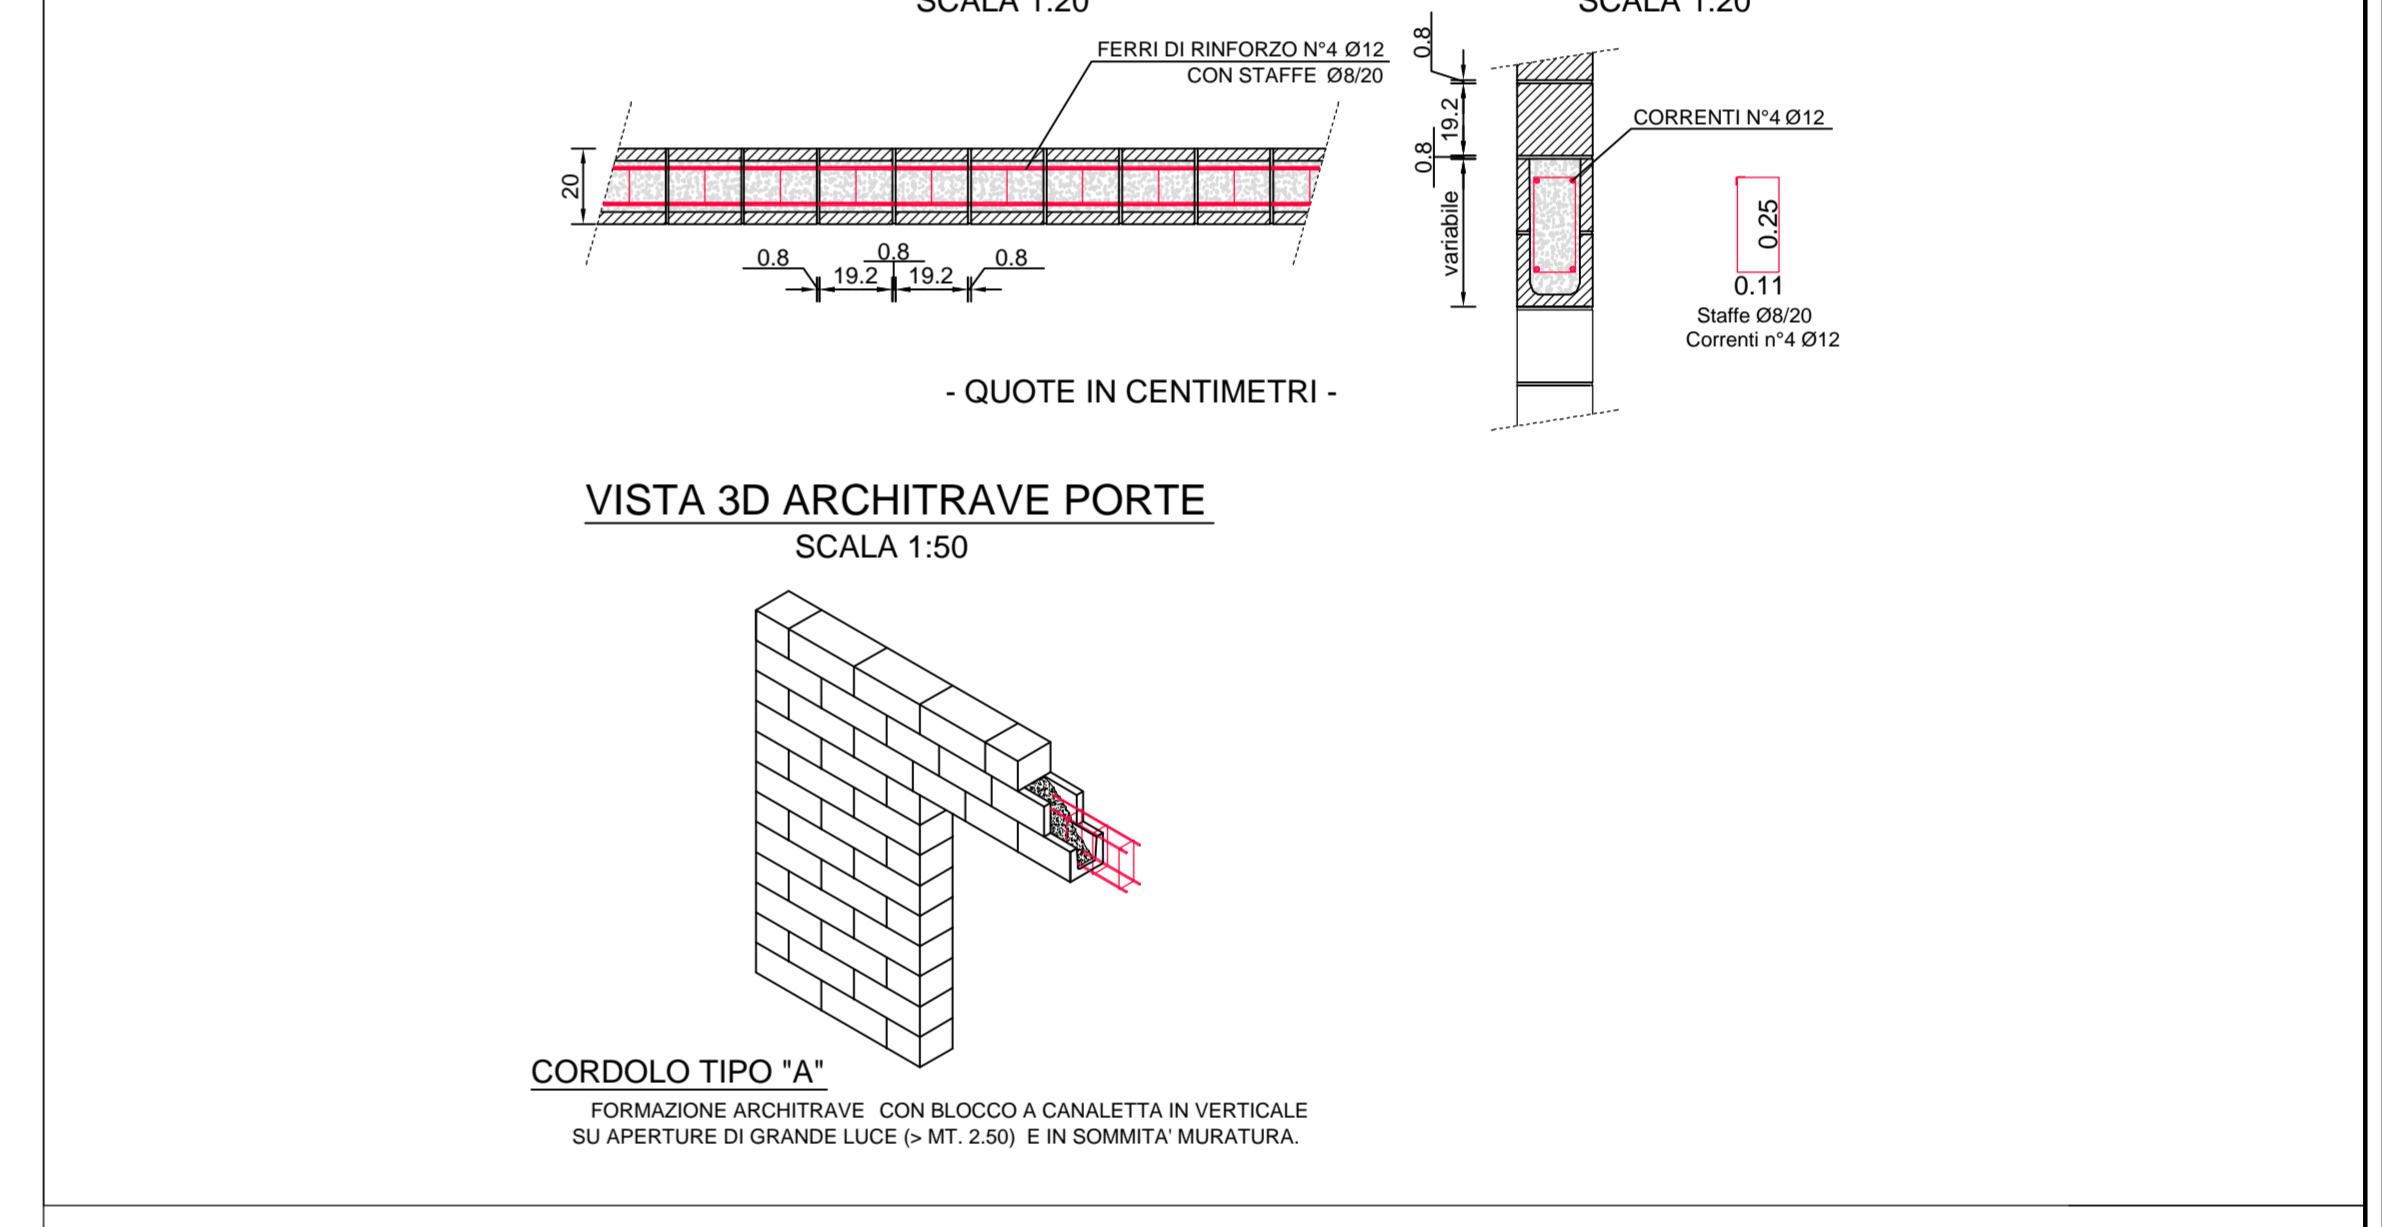 SCALA 1:20
SCALA 1:20
FERRI DI RINFORZO N°4 Ø12
CON STAFFE Ø8/20
20
0.8
0.8
0.8
19.2
19.2
0.8
19.2
0.8
variabile
CORRENTI N°4 Ø12
0.25
0.11
Staffe Ø8/20
Correnti n°4 Ø12
- QUOTE IN CENTIMETRI -
VISTA 3D ARCHITRAVE PORTE
SCALA 1:50
CORDOLO TIPO "A"
FORMAZIONE ARCHITRAVE CON BLOCCO A CANALETTA IN VERTICALE
SU APERTURE DI GRANDE LUCE (> MT. 2.50) E IN SOMMITA' MURATURA.